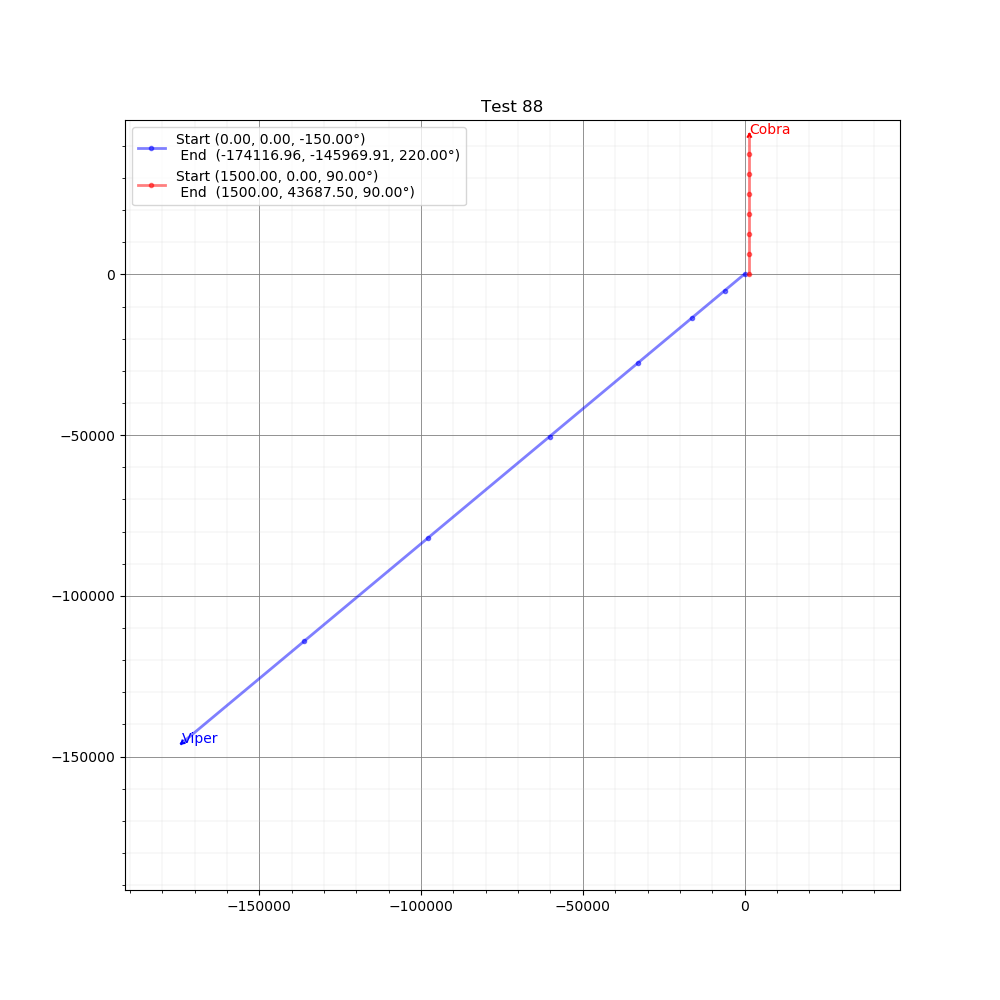 Test 88
Start (0.00, 0.00, -150.00°)
End  (-174116.96, -145969.91, 220.00°)
Start (1500.00, 0.00, 90.00°)
End  (1500.00, 43687.50, 90.00°)
Cobra
0
−50000
−100000
Viper
−150000
−150000 −100000 −50000 0